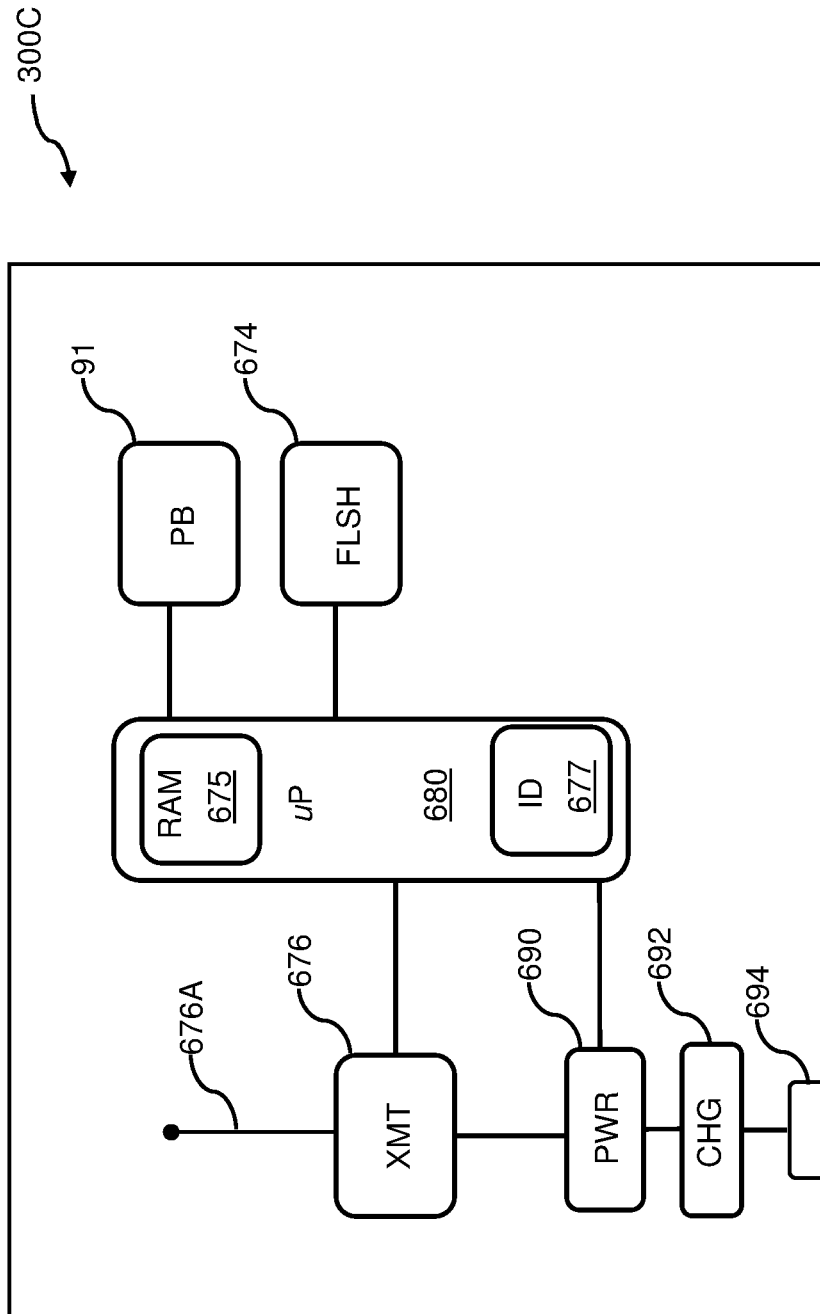 300C
91
PB
674
FLSH
RAM
675
uP
680
ID
677
676A
676
XMT
690
PWR
692
CHG
694